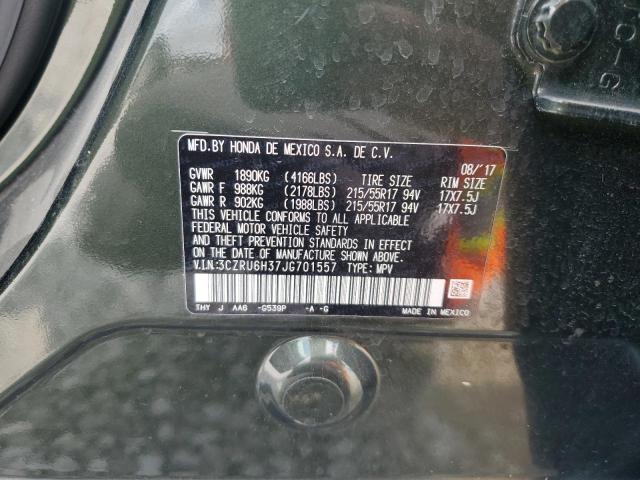 MFD.BY HONDA DE MEXICO S.A. DE C.V.
08/'17
GVWR 1890KG (4166LBS) TIRE SIZE RIM SIZE
GAWR F 988KG (2178LBS) 215/55R17 94V 17X7.5J
GAWR R 902KG (1988LBS) 215/55R17 94V 17X7.5J
THIS VEHICLE CONFORMS TO ALL APPLICABLE
FEDERAL MOTOR VEHICLE SAFETY
AND THEFT PREVENTION STANDARDS IN EFFECT
ON THE DATE OF MANUFACTURE SHOWN ABOVE.
V.I.N:3CZRU6H37JG701557 TYPE: MPV
THY J AA6 -G539P -A -G MADE IN MEXICO